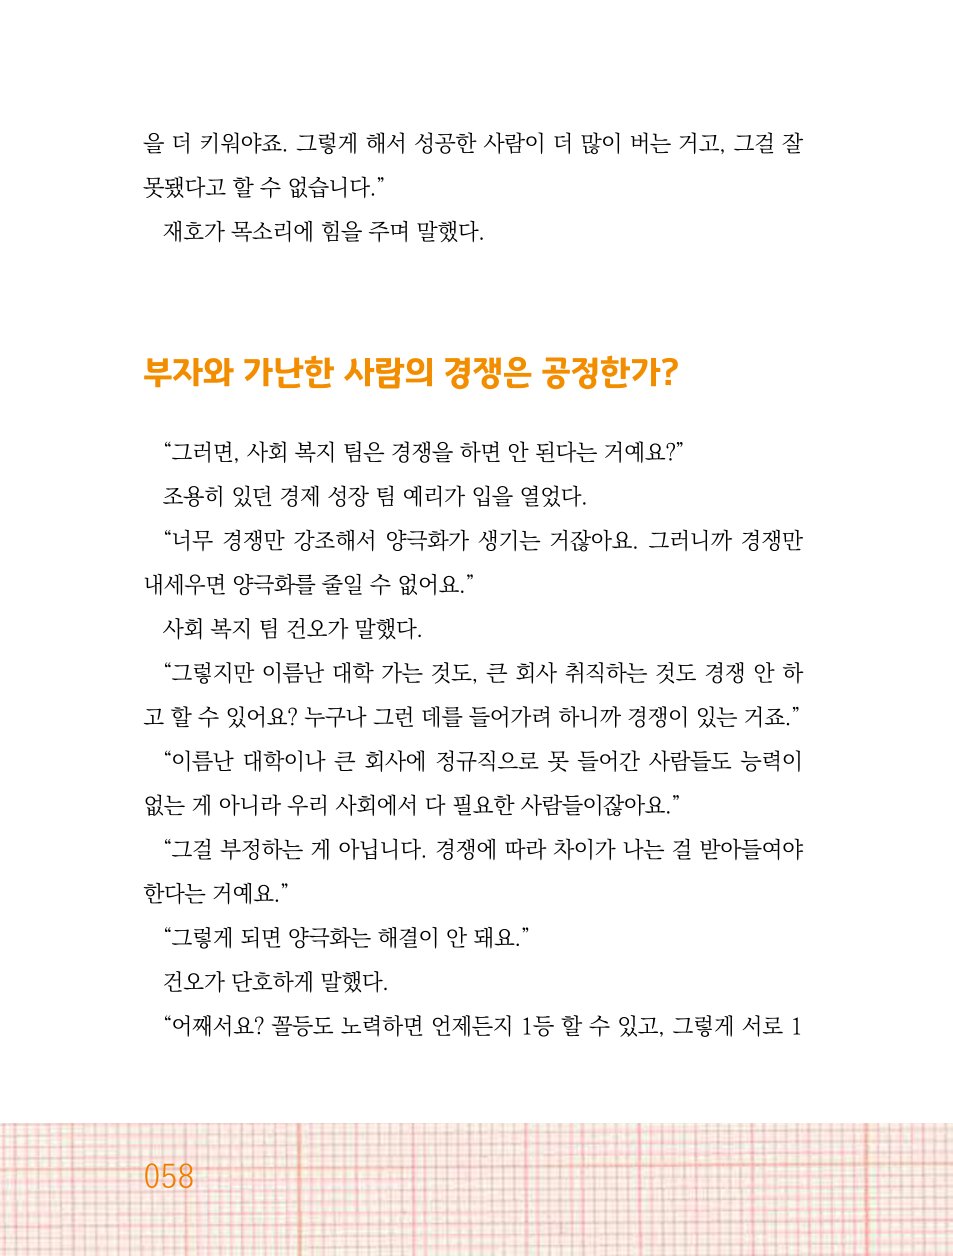 을 더 키워야죠. 그렇게 해서 성공한 사람이 더 많이 버는 거고, 그걸 잘
못됐다고 할 수 없습니다.”
재호가 목소리에 힘을 주며 말했다.
부자와 가난한 사람의 경쟁은 공정한가?
“그러면, 사회 복지 팀은 경쟁을 하면 안 된다는 거예요?”
조용히 있던 경제 성장 팀 예리가 입을 열었다.
“너무 경쟁만 강조해서 양극화가 생기는 거잖아요. 그러니까 경쟁만
내세우면 양극화를 줄일 수 없어요.”
사회 복지 팀 건오가 말했다.
“그렇지만 이름난 대학 가는 것도, 큰 회사 취직하는 것도 경쟁 안 하
고 할 수 있어요? 누구나 그런 데를 들어가려 하니까 경쟁이 있는 거죠.”
“이름난 대학이나 큰 회사에 정규직으로 못 들어간 사람들도 능력이
없는 게 아니라 우리 사회에서 다 필요한 사람들이잖아요.”
“그걸 부정하는 게 아닙니다. 경쟁에 따라 차이가 나는 걸 받아들여야
한다는 거예요.”
“그렇게 되면 양극화는 해결이 안 돼요.”
건오가 단호하게 말했다.
“어째서요? 꼴등도 노력하면 언제든지 1등 할 수 있고, 그렇게 서로 1
058